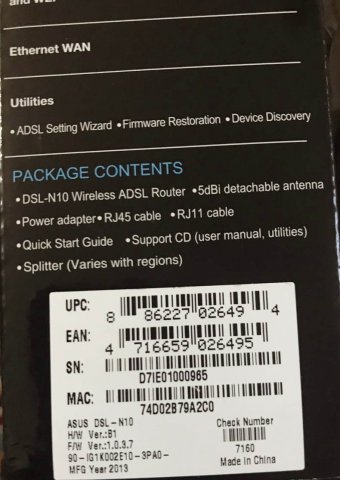 and WEP
Ethernet WAN
Utilities
•ADSL Setting Wizard •Firmware Restoration •Device Discovery
PACKAGE CONTENTS
•DSL-N10 Wireless ADSL Router •5dBi detachable antenna
•Power adapter •RJ45 cable •RJ11 cable
•Quick Start Guide •Support CD (user manual, utilities)
•Splitter (Varies with regions)
UPC: 8 86227 02649 4
EAN: 4 716659 026495
SN:
D7IE01000965
MAC:
74D02B79A2C0
ASUS DSL-N10
H/W Ver.:B1
F/W Ver.:1.0.3.7
90-IG1K002E10-3PA0-
MFG Year 2013
Check Number
7160
Made in China